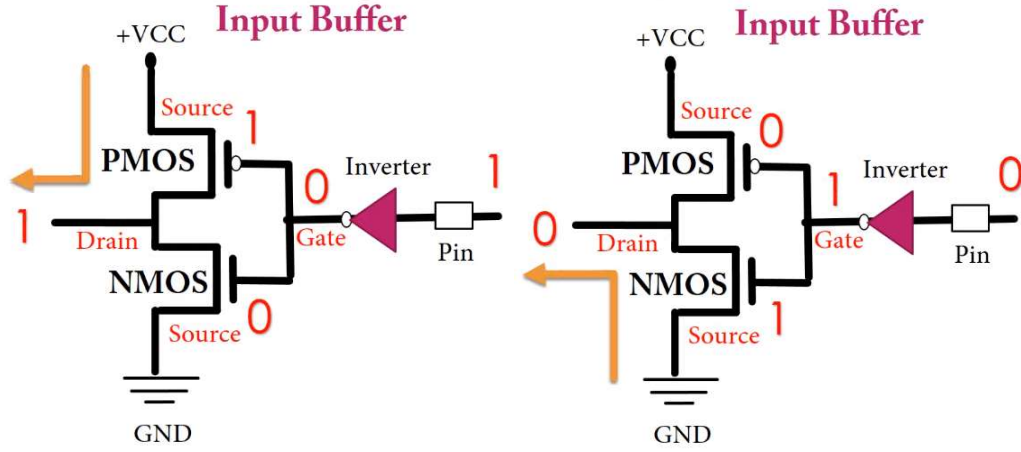 Input Buffer
+VCC
Source
1
PMOS
0
Inverter
1
1
Drain
Gate
Pin
NMOS
0
Source
GND
Input Buffer
+VCC
Source
0
PMOS
1
Inverter
0
0
Drain
Gate
Pin
NMOS
1
Source
GND